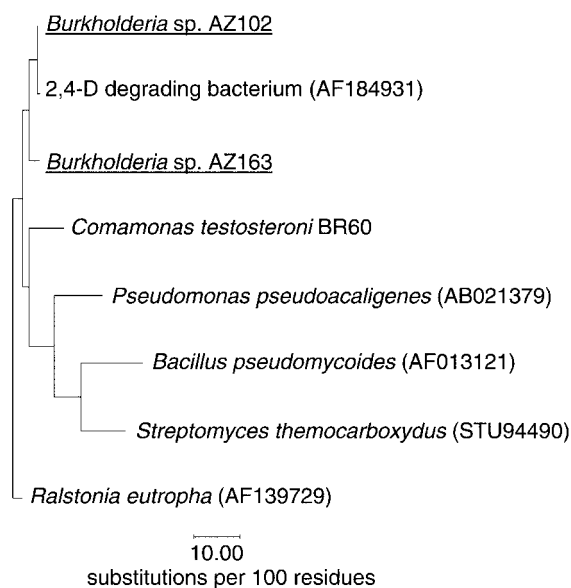 Burkholderia sp. AZ102
2,4-D degrading bacterium (AF184931)
Burkholderia sp. AZ163
Comamonas testosteroni BR60
Pseudomonas pseudoacaligenes (AB021379)
Bacillus pseudomycoides (AF013121)
Streptomyces themocarboxydus (STU94490)
Ralstonia eutropha (AF139729)
10.00
substitutions per 100 residues